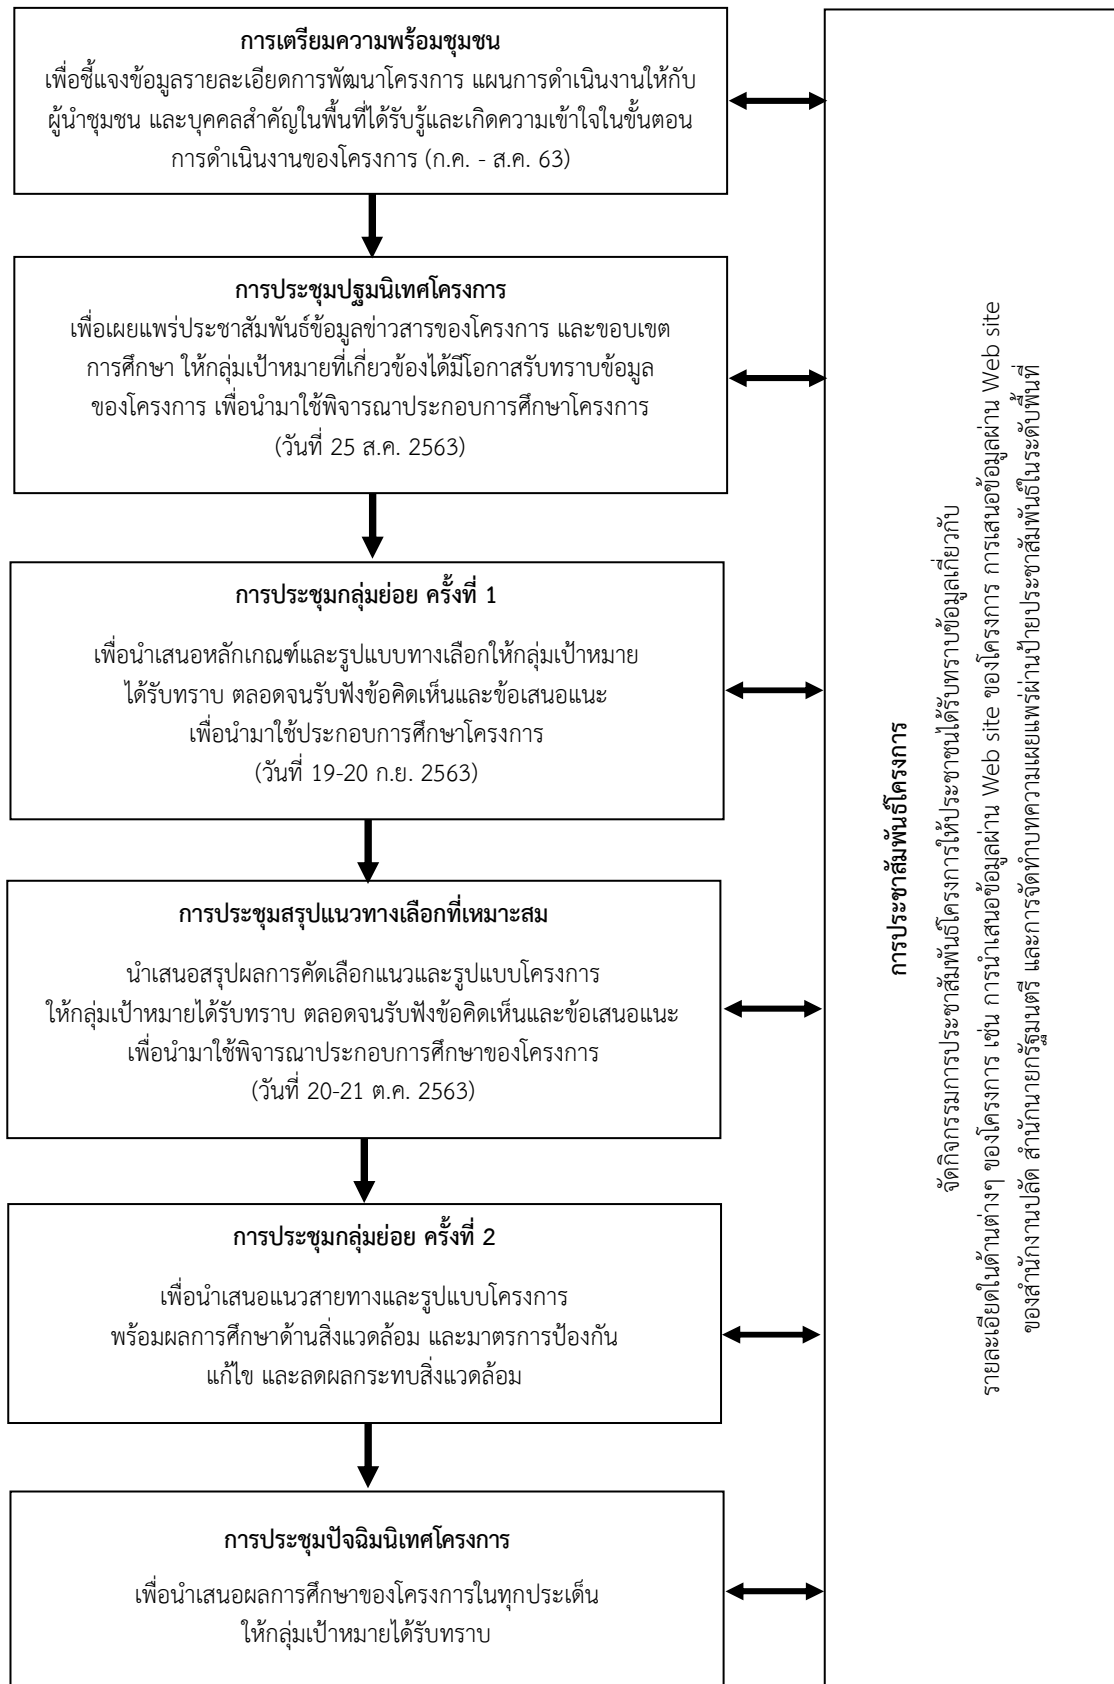 การเตรียมความพร้อมชุมชน
เพื่อชี้แจงข้อมูลรายละเอียดการพัฒนาโครงการ แผนการดำเนินงานให้กับ
ผู้นำชุมชน และบุคคลสำคัญในพื้นที่ได้รับรู้และเกิดความเข้าใจในขั้นตอน
การดำเนินงานของโครงการ (ก.ค. - ส.ค. 63)
การประชุมปฐมนิเทศโครงการ
เพื่อเผยแพร่ประชาสัมพันธ์ข้อมูลข่าวสารของโครงการ และขอบเขต
การศึกษา ให้กลุ่มเป้าหมายที่เกี่ยวข้องได้มีโอกาสรับทราบข้อมูล
ของโครงการ เพื่อนำมาใช้พิจารณาประกอบการศึกษาโครงการ
(วันที่ 25 ส.ค. 2563)
การประชุมกลุ่มย่อย ครั้งที่ 1
เพื่อนำเสนอหลักเกณฑ์และรูปแบบทางเลือกให้กลุ่มเป้าหมาย
ได้รับทราบ ตลอดจนรับฟังข้อคิดเห็นและข้อเสนอแนะ
เพื่อนำมาใช้ประกอบการศึกษาโครงการ
(วันที่ 19-20 ก.ย. 2563)
การประชุมสรุปแนวทางเลือกที่เหมาะสม
นำเสนอสรุปผลการคัดเลือกแนวและรูปแบบโครงการ
ให้กลุ่มเป้าหมายได้รับทราบ ตลอดจนรับฟังข้อคิดเห็นและข้อเสนอแนะ
เพื่อนำมาใช้พิจารณาประกอบการศึกษาของโครงการ
(วันที่ 20-21 ต.ค. 2563)
การประชุมกลุ่มย่อย ครั้งที่ 2
เพื่อนำเสนอแนวสายทางและรูปแบบโครงการ
พร้อมผลการศึกษาด้านสิ่งแวดล้อม และมาตรการป้องกัน
แก้ไข และลดผลกระทบสิ่งแวดล้อม
การประชุมปัจฉิมนิเทศโครงการ
เพื่อนำเสนอผลการศึกษาของโครงการในทุกประเด็น
ให้กลุ่มเป้าหมายได้รับทราบ
การประชาสัมพันธ์โครงการ
จัดกิจกรรมการประชาสัมพันธ์โครงการให้ประชาชนได้รับทราบข้อมูลเกี่ยวกับ
รายละเอียดในด้านต่างๆ ของโครงการ เช่น การนำเสนอข้อมูลผ่าน Web site ของโครงการ การเสนอข้อมูลผ่าน Web site
ของสำนักงานปลัด สำนักนายกรัฐมนตรี และการจัดทำบทความเผยแพร่ผ่านป้ายประชาสัมพันธ์ในระดับพื้นที่